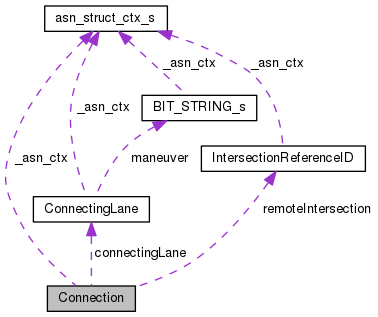 asn_struct_ctx_s
_asn_ctx
_asn_ctx
_asn_ctx
BIT_STRING_s
_asn_ctx
maneuver
IntersectionReferenceID
ConnectingLane
remoteIntersection
connectingLane
Connection